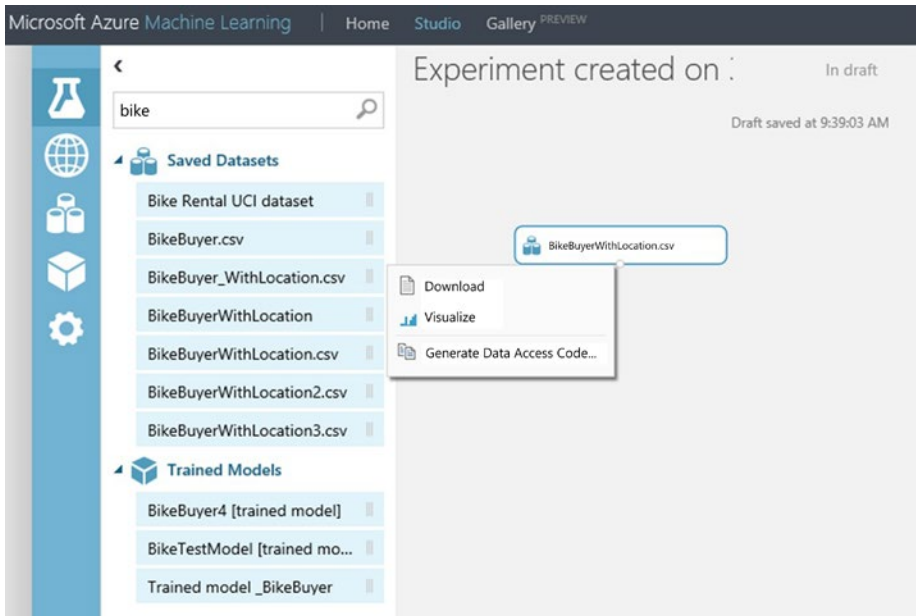 Microsoft Azure Machine Learning | Home Studio Gallery PREVIEW
Experiment created on
In draft
bike
Draft saved at 9:39:03 AM
Saved Datasets
Bike Rental UCI dataset
BikeBuyer.csv
BikeBuyerWithLocation.csv
BikeBuyer_WithLocation.csv
Download
BikeBuyerWithLocation
Visualize
BikeBuyerWithLocation.csv
Generate Data Access Code...
BikeBuyerWithLocation2.csv
BikeBuyerWithLocation3.csv
Trained Models
BikeBuyer4 [trained model]
BikeTestModel [trained mo...
Trained model _BikeBuyer